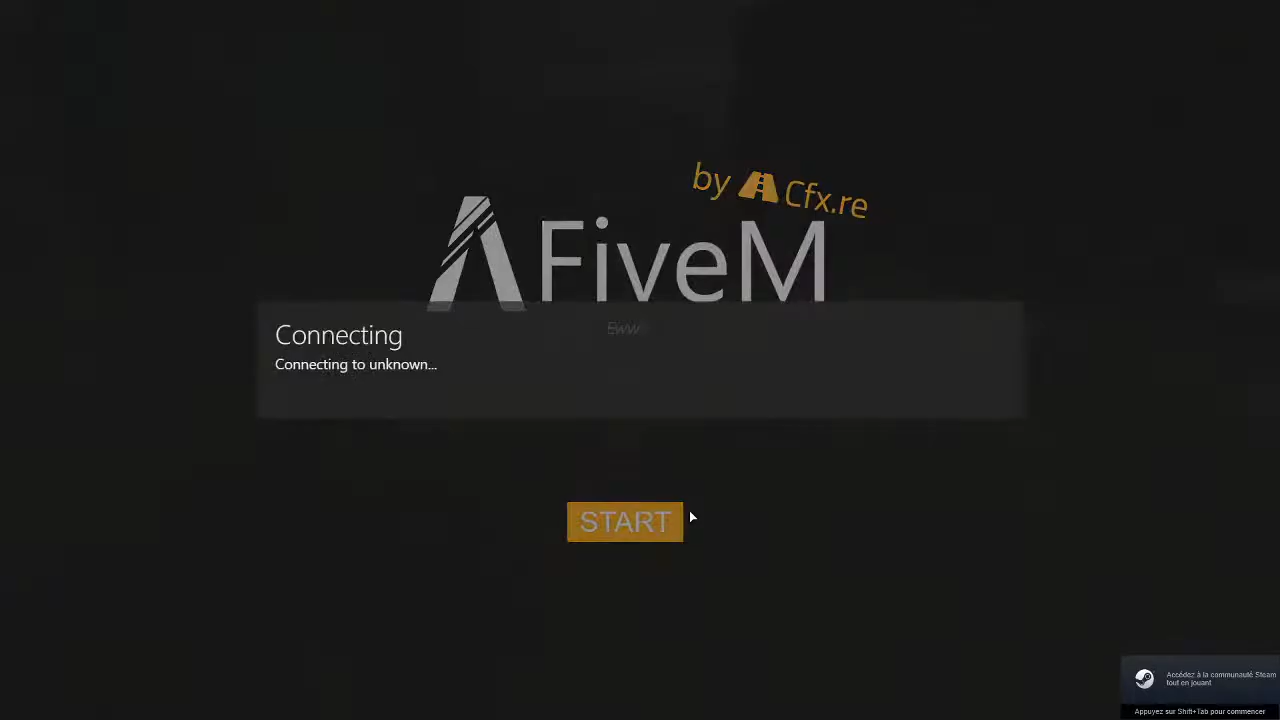 by Cfx.re
FiveM
Eww
Connecting
Connecting to unknown...
START
Accédez à la communauté Steam
tout en jouant
Appuyez sur Shift+Tab pour commencer